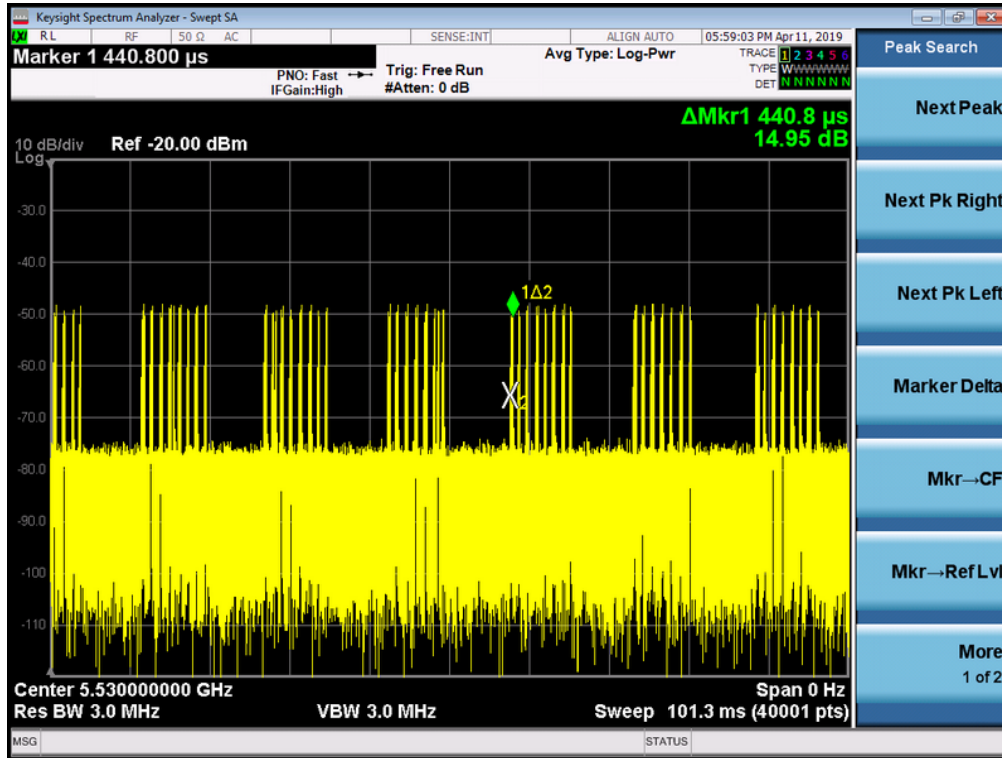 Keysight Spectrum Analyzer - Swept SA
LXI RL RF 50 Ω AC SENSE:INT ALIGN AUTO 05:59:03 PM Apr 11, 2019
Marker 1 440.800 µs
PNO: Fast
IFGain:High
Trig: Free Run
#Atten: 0 dB
Avg Type: Log-Pwr
TRACE 1 2 3 4 5 6
TYPE WWWWWW
DET N N N N N N
ΔMkr1 440.8 µs
14.95 dB
10 dB/div Ref -20.00 dBm
Log
-30.0
-40.0
-50.0
-60.0
-70.0
-80.0
-90.0
-100
-110
1Δ2
X2
Center 5.530000000 GHz Span 0 Hz
Res BW 3.0 MHz VBW 3.0 MHz Sweep 101.3 ms (40001 pts)
MSG STATUS
Peak Search
Next Peak
Next Pk Right
Next Pk Left
Marker Delta
Mkr→CF
Mkr→Ref Lvl
More
1 of 2